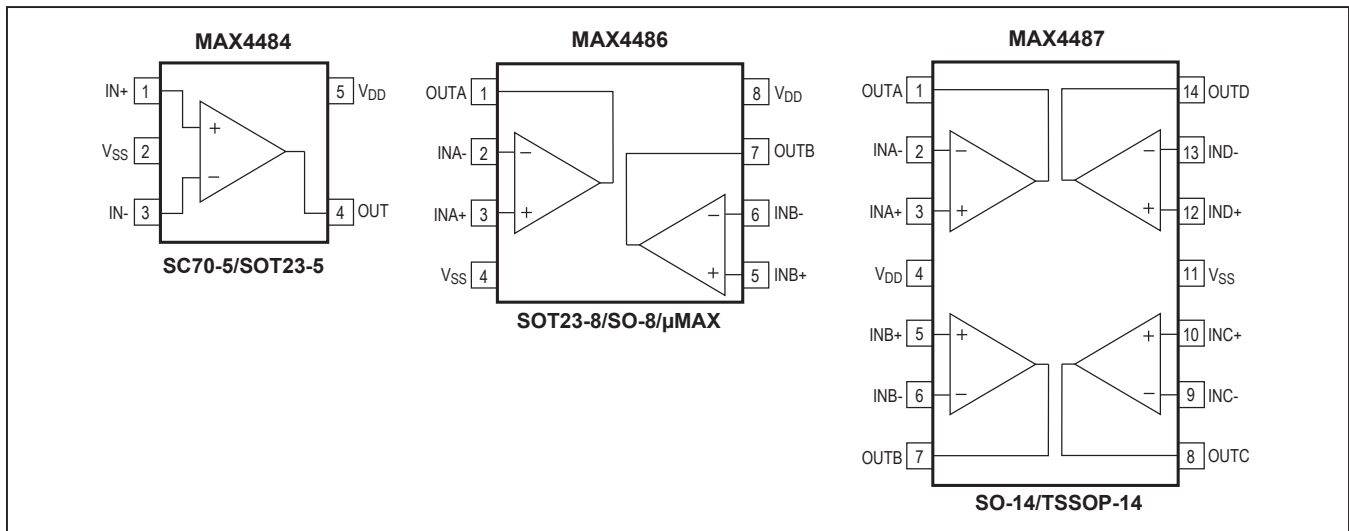 MAX4484
IN+ 1
5 VDD
+
VSS 2
−
IN- 3
4 OUT
SC70-5/SOT23-5
MAX4486
OUTA 1
8 VDD
INA- 2 −
7 OUTB
INA+ 3 +
− 6 INB-
VSS 4
+ 5 INB+
SOT23-8/SO-8/µMAX
MAX4487
OUTA 1
14 OUTD
INA- 2 −
− 13 IND-
INA+ 3 +
+ 12 IND+
VDD 4
11 VSS
INB+ 5 +
+ 10 INC+
INB- 6 −
− 9 INC-
OUTB 7
8 OUTC
SO-14/TSSOP-14